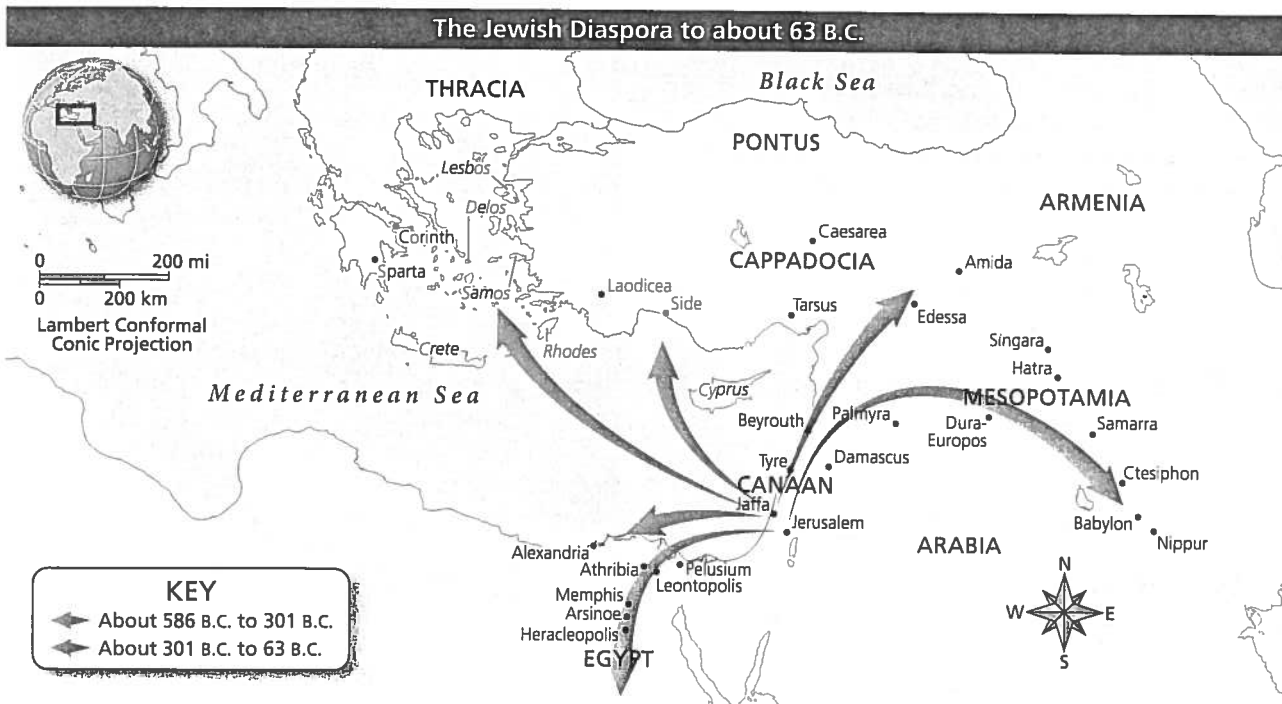 The Jewish Diaspora to about 63 B.C.
Black Sea
THRACIA
PONTUS
Lesbos
ARMENIA
Delos
Corinth
Caesarea
CAPPADOCIA
0 200 mi
0 200 km
Lambert Conformal
Conic Projection
Sparta
Amida
Samos
Laodicea
Side
Tarsus
Edessa
Crete
Rhodes
Singara
Hatra
Mediterranean Sea
Cyprus
MESOPOTAMIA
Beyrouth
Palmyra
Dura-
Europos
Samarra
Tyre
Damascus
CANAAN
Ctesiphon
Jaffa
Jerusalem
Babylon
Nippur
Alexandria
ARABIA
Athribia
Pelusium
Leontopolis
Memphis
Arsinoe
Heracleopolis
EGYPT
N
W E
S
KEY
About 586 B.C. to 301 B.C.
About 301 B.C. to 63 B.C.